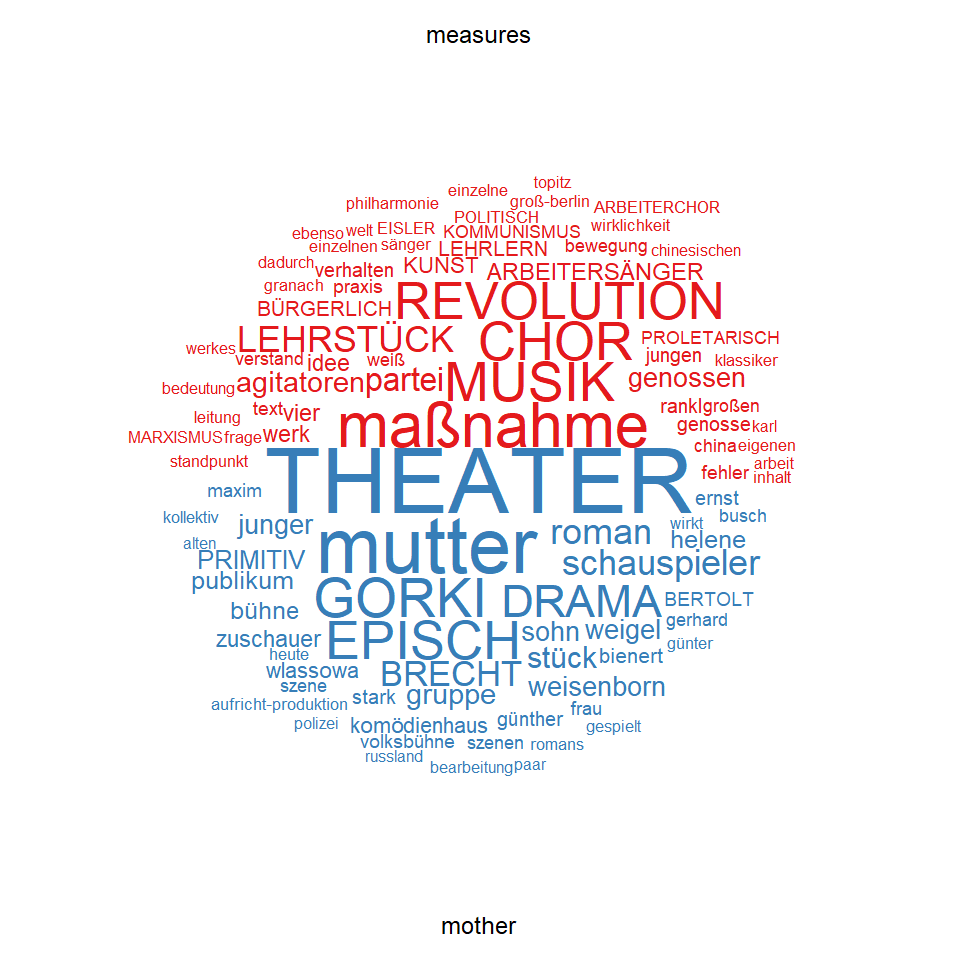 measures
topitz
einzelne
philharmonie groß-berlin ARBEITERCHOR
POLITISCH
ebenso welt EISLER KOMMUNISMUS wirklichkeit
einzelnen sänger LEHRLERN bewegung chinesischen
dadurch verhalten KUNST ARBEITERSÄNGER
granach praxis
BÜRGERLICH REVOLUTION
werkes LEHRSTÜCK CHOR PROLETARISCH
verstand idee weiß jungen klassiker
bedeutung agitatoren partei MUSIK genossen
leitung text vier maßnahme rankl großen
MARXISMUS frage werk genosse karl
china eigenen
standpunkt fehler arbeit
inhalt
maxim THEATER ernst
kollektiv junger mutter roman wirkt busch
alten helene
PRIMITIV schauspieler
publikum
bühne GORKI DRAMA BERTOLT
gerhard
zuschauer EPISCH sohn weigel günter
heute
wlassowa BRECHT stück bienert
szene
aufricht-produktion stark gruppe weisenborn
frau
polizei komödienhaus günther gespielt
volksbühne szenen romans
russland
bearbeitung paar
mother